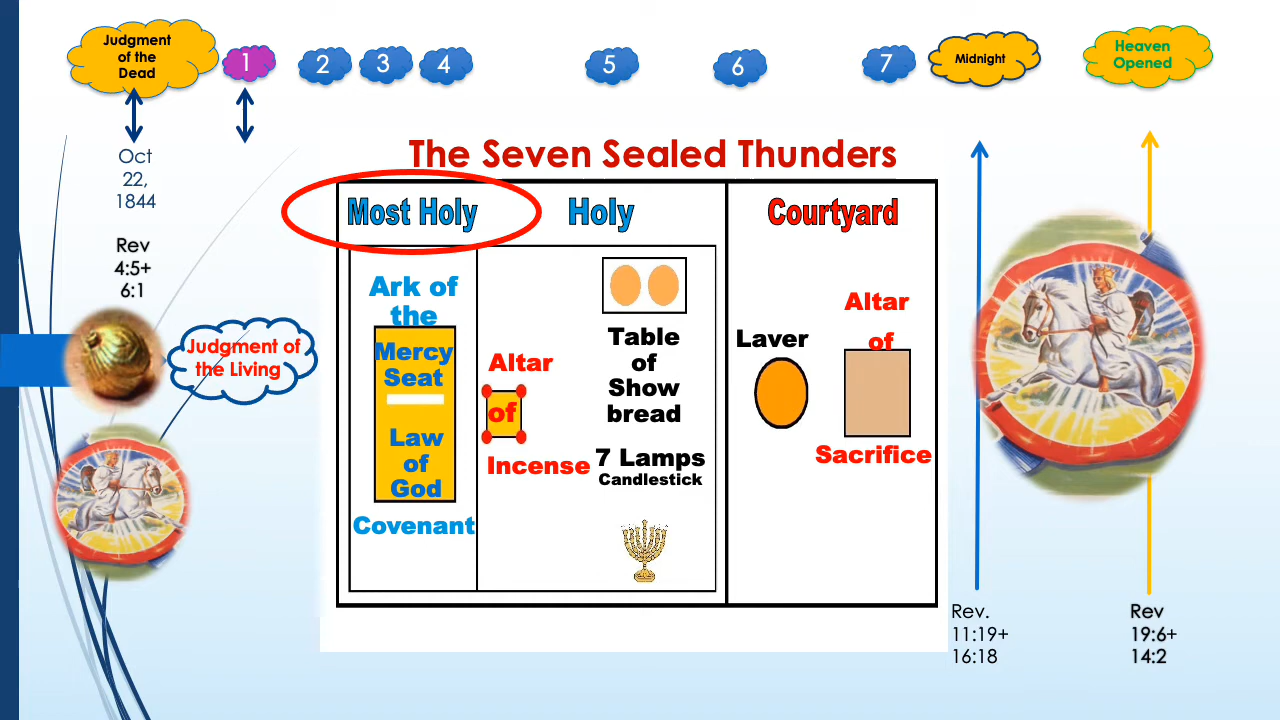 Judgment
of the
Dead
1
2
3
4
5
6
7
Midnight
Heaven
Opened
Oct
22,
1844
Rev
4:5+
6:1
Judgment of
the Living
The Seven Sealed Thunders
Most Holy
Holy
Courtyard
Ark of
the
Mercy
Seat
Law
of
God
Covenant
Altar
of
Incense
Table
of
Show
bread
7 Lamps
Candlestick
Laver
Altar
of
Sacrifice
Rev.
11:19+
16:18
Rev
19:6+
14:2